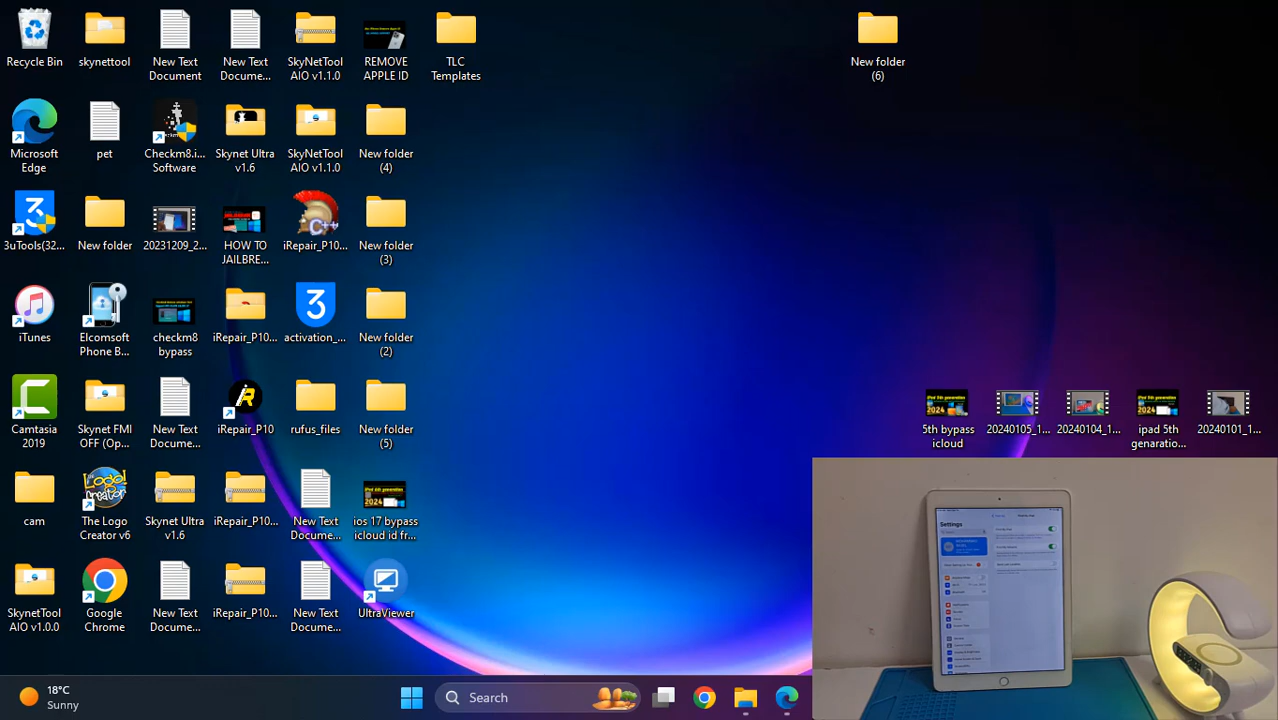 Recycle Bin
skynettool
New Text
Document
New Text
Docume...
SkyNetTool
AIO v1.1.0
REMOVE
APPLE ID
TLC
Templates
New folder
(6)
Microsoft
Edge
pet
Checkm8.i...
Software
Skynet Ultra
v1.6
SkyNetTool
AIO v1.1.0
New folder
(4)
3uTools(32...
New folder
20231209_2...
HOW TO
JAILBRE...
iRepair_P10...
New folder
(3)
iTunes
Elcomsoft
Phone B...
checkm8
bypass
iRepair_P10...
activation_...
New folder
(2)
Camtasia
2019
Skynet FMI
OFF (Op...
New Text
Docume...
iRepair_P10
rufus_files
New folder
(5)
5th bypass
icloud
20240105_1...
20240104_1...
ipad 5th
genaratio...
20240101_1...
cam
The Logo
Creator v6
Skynet Ultra
v1.6
iRepair_P10...
New Text
Docume...
ios 17 bypass
icloud id fr...
SkynetTool
AIO v1.0.0
Google
Chrome
New Text
Docume...
iRepair_P10...
New Text
Docume...
UltraViewer
Settings
18°C
Sunny
Search